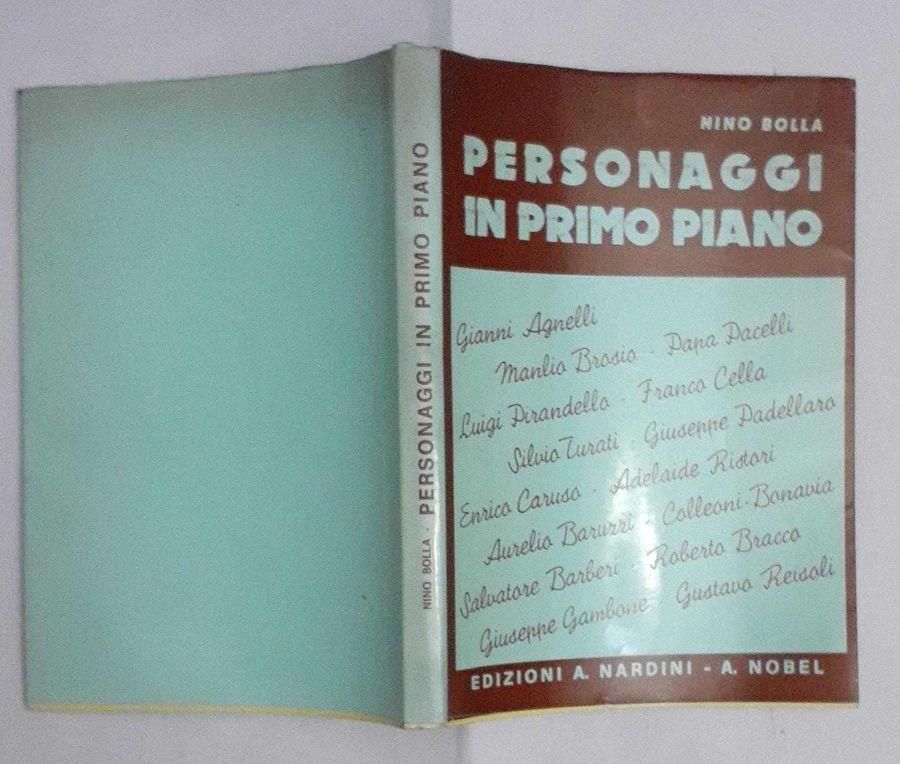 NINO BOLLA - PERSONAGGI IN PRIMO PIANO
NINO BOLLA
PERSONAGGI
IN PRIMO PIANO
Gianni Agnelli
Manlio Brosio - Papa Pacelli
Luigi Pirandello - Franco Cella
Silvio Turati - Giuseppe Padellaro
Enrico Caruso - Adelaide Ristori
Aurelio Baruzzi - Colleoni-Bonavia
Salvatore Barberi - Roberto Bracco
Giuseppe Gambone - Gustavo Reisoli
EDIZIONI A. NARDINI - A. NOBEL